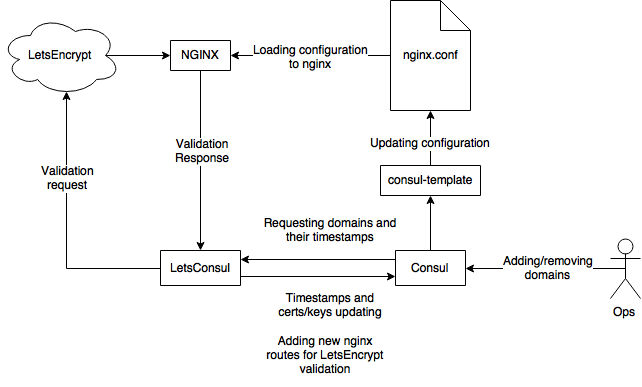 LetsEncrypt
NGINX
Loading configuration
to nginx
nginx.conf
Validation
Response
Updating configuration
Validation
request
consul-template
Requesting domains and
their timestamps
LetsConsul
Consul
Adding/removing
domains
Timestamps and
certs/keys updating
Ops
Adding new nginx
routes for LetsEncrypt
validation